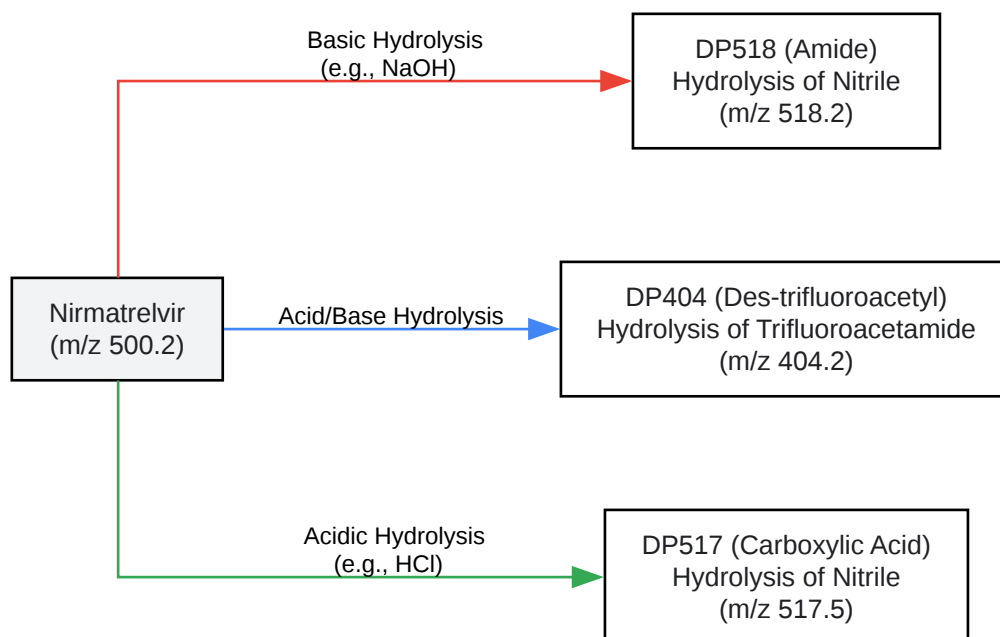 Basic Hydrolysis
(e.g., NaOH)
DP518 (Amide)
Hydrolysis of Nitrile
(m/z 518.2)
Nirmatrelvir
(m/z 500.2)
Acid/Base Hydrolysis
DP404 (Des-trifluoroacetyl)
Hydrolysis of Trifluoroacetamide
(m/z 404.2)
Acidic Hydrolysis
(e.g., HCl)
DP517 (Carboxylic Acid)
Hydrolysis of Nitrile
(m/z 517.5)